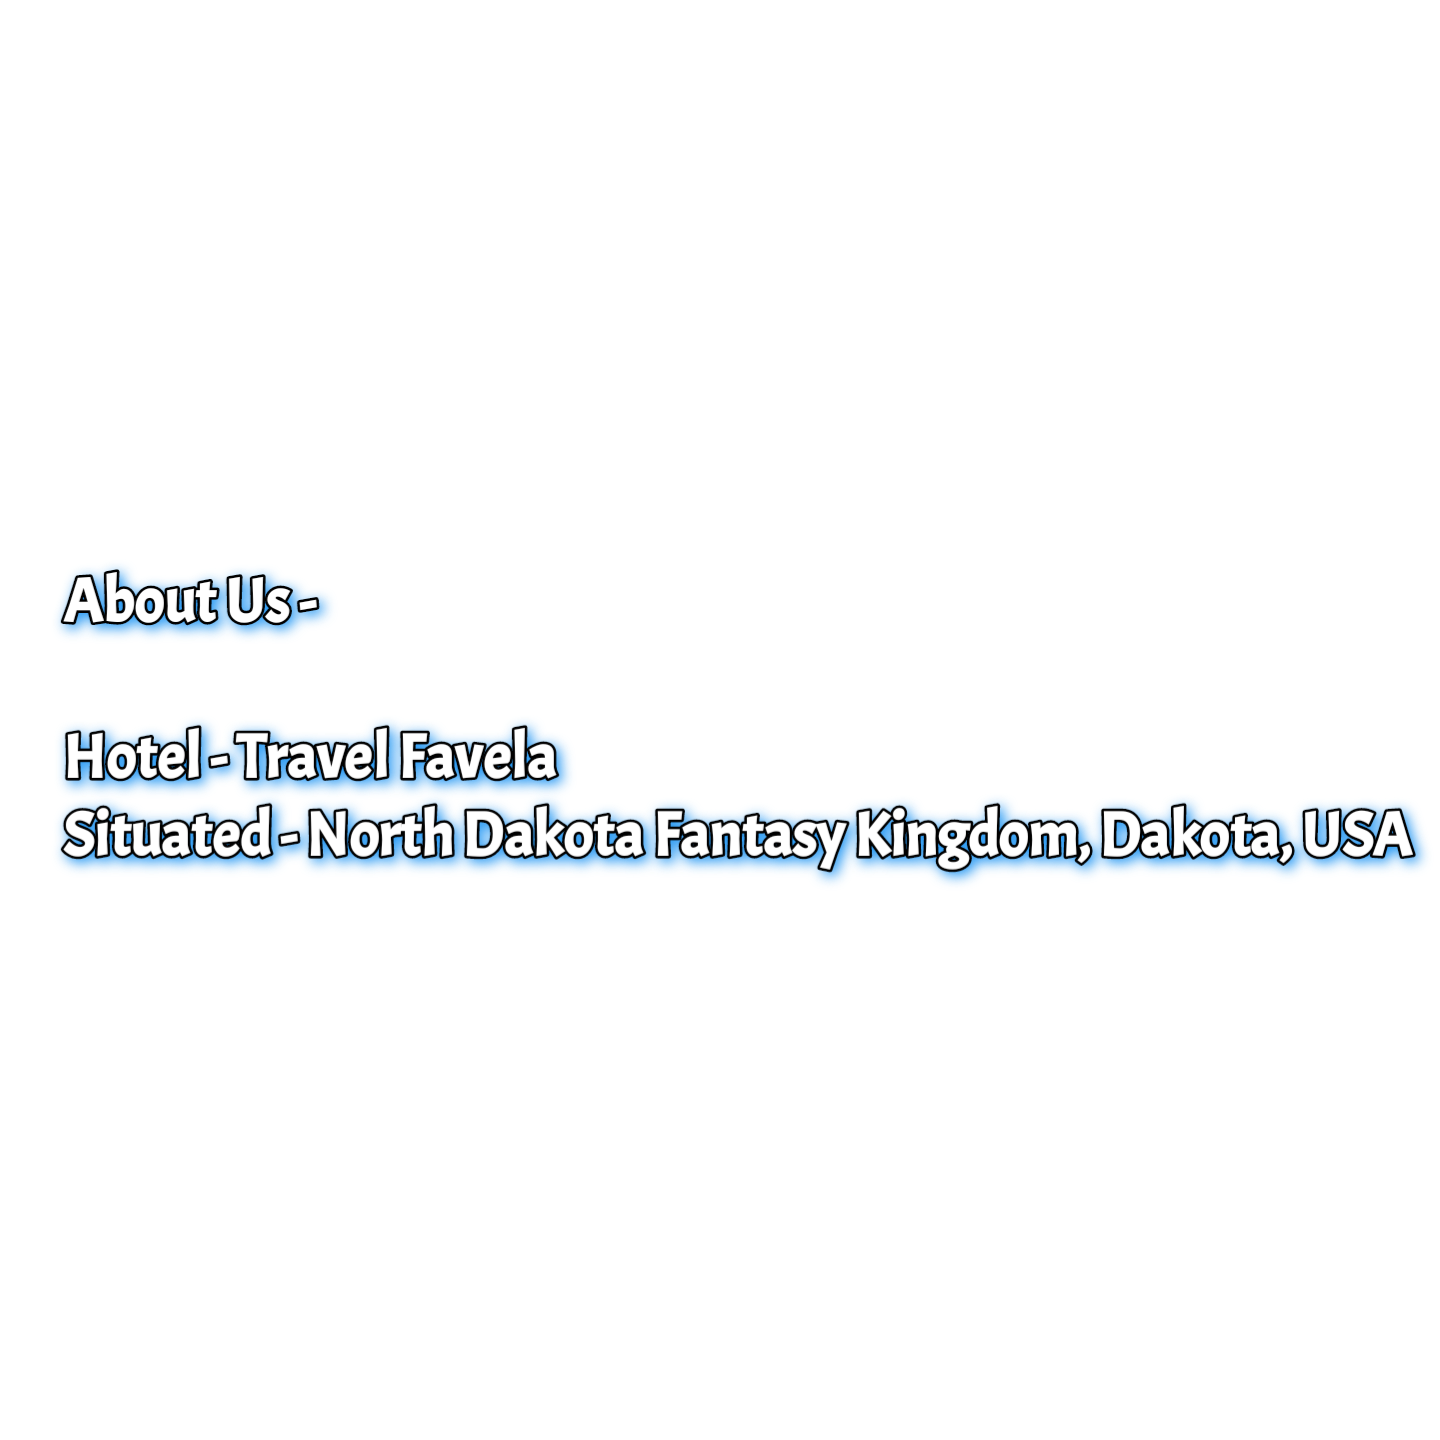 About Us -
Hotel - Travel Favela
Situated - North Dakota Fantasy Kingdom, Dakota, USA